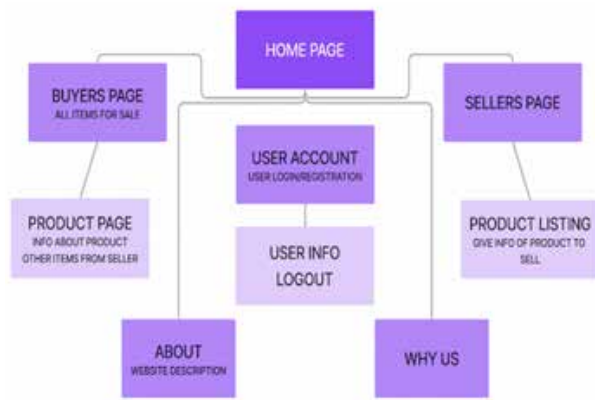 HOME PAGE
BUYERS PAGE
ALL ITEMS FOR SALE
SELLERS PAGE
USER ACCOUNT
USER LOGIN/REGISTRATION
PRODUCT PAGE
INFO ABOUT PRODUCT
OTHER ITEMS FROM SELLER
USER INFO
LOGOUT
PRODUCT LISTING
GIVE INFO OF PRODUCT TO
SELL
ABOUT
WEBSITE DESCRIPTION
WHY US